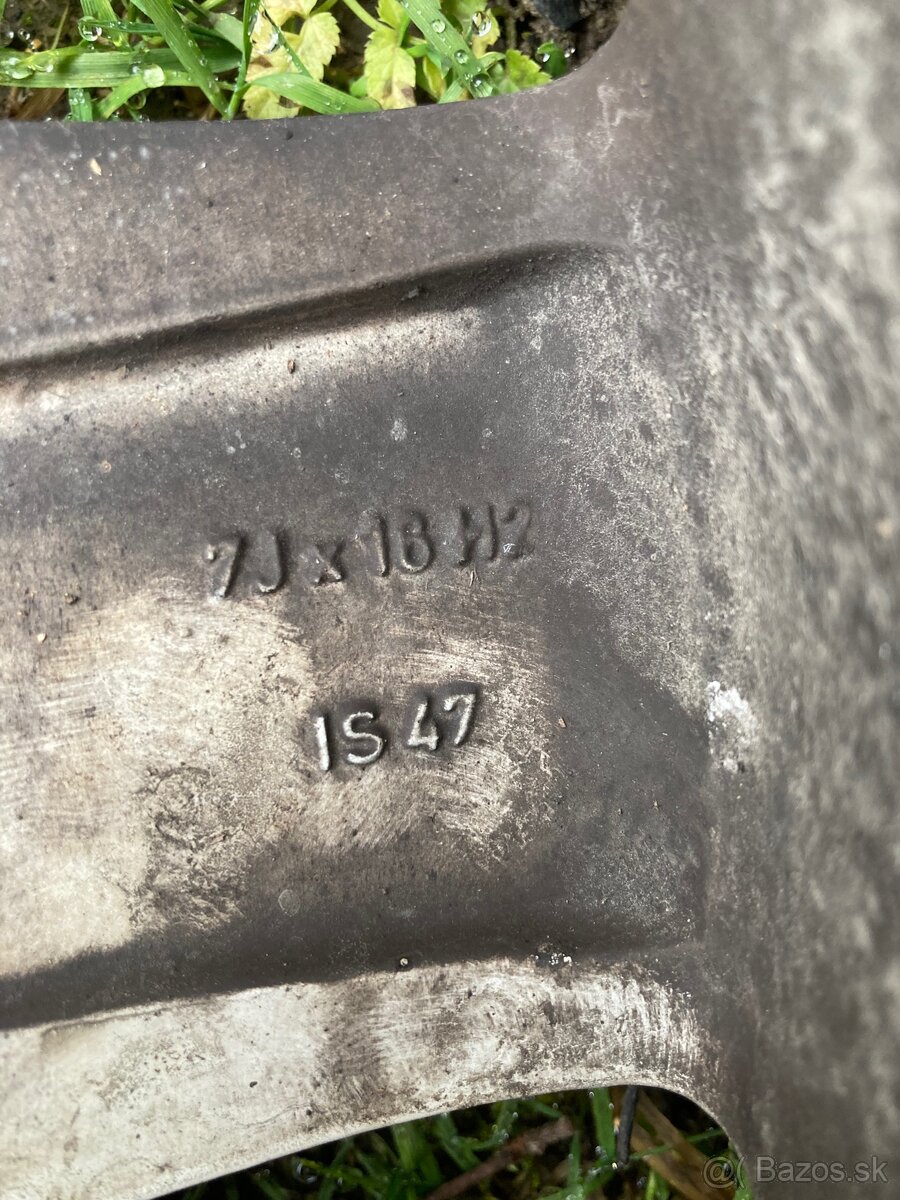 7J x 18 H2
IS 47
@( Bazos.sk